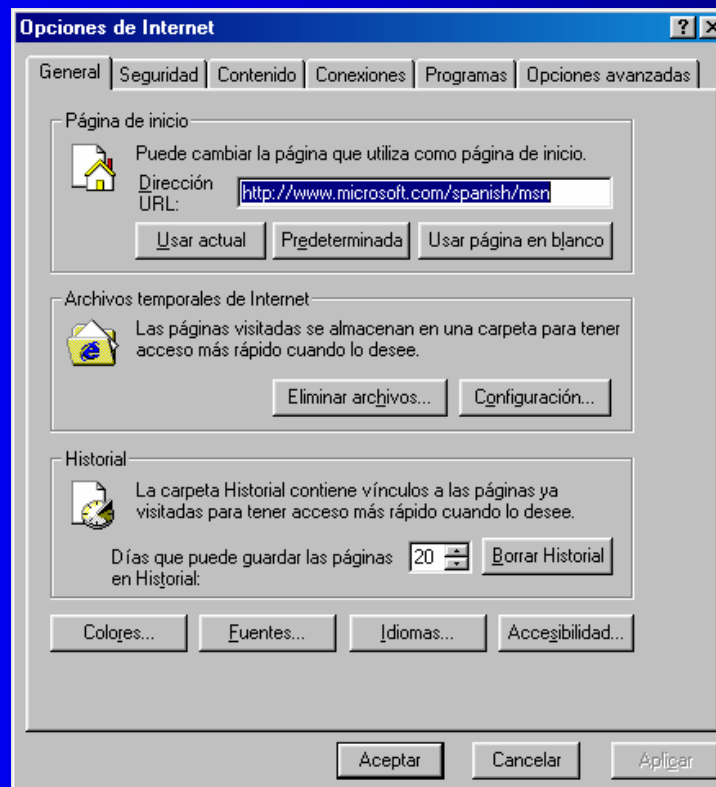 Opciones de Internet
General Seguridad Contenido Conexiones Programas Opciones avanzadas
Página de inicio
Puede cambiar la página que utiliza como página de inicio.
Dirección
URL:
http://www.microsoft.com/spanish/msn
Usar actual Predeterminada Usar página en blanco
Archivos temporales de Internet
Las páginas visitadas se almacenan en una carpeta para tener
acceso más rápido cuando lo desee.
Eliminar archivos... Configuración...
Historial
La carpeta Historial contiene vínculos a las páginas ya
visitadas para tener acceso más rápido cuando lo desee.
Días que puede guardar las páginas
en Historial:
20 Borrar Historial
Colores... Fuentes... Idiomas... Accesibilidad...
Aceptar Cancelar Aplicar